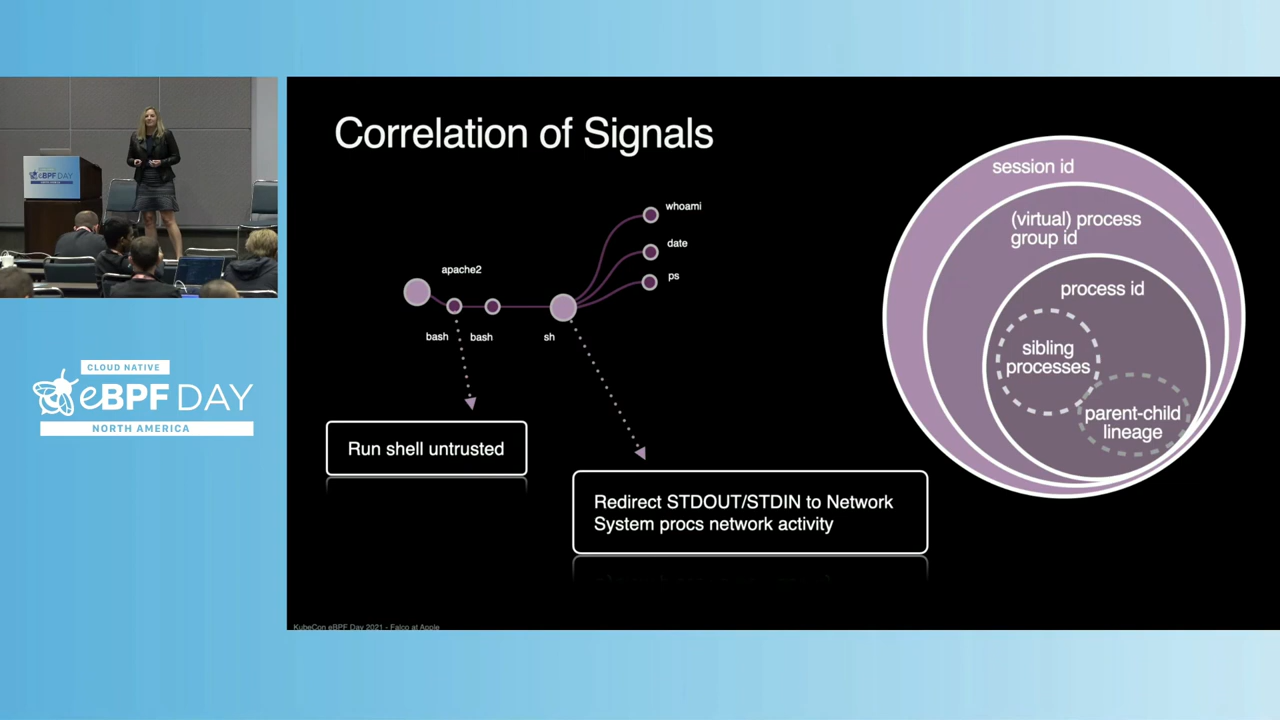 Correlation of Signals
whoami
date
ps
apache2
bash
bash
sh
Run shell untrusted
Redirect STDOUT/STDIN to Network
System procs network activity
session id
(virtual) process
group id
process id
sibling
processes
parent-child
lineage
KubeCon eBPF Day 2021 - Falco at Apple
eBPF DAY
CLOUD NATIVE
eBPF DAY
NORTH AMERICA